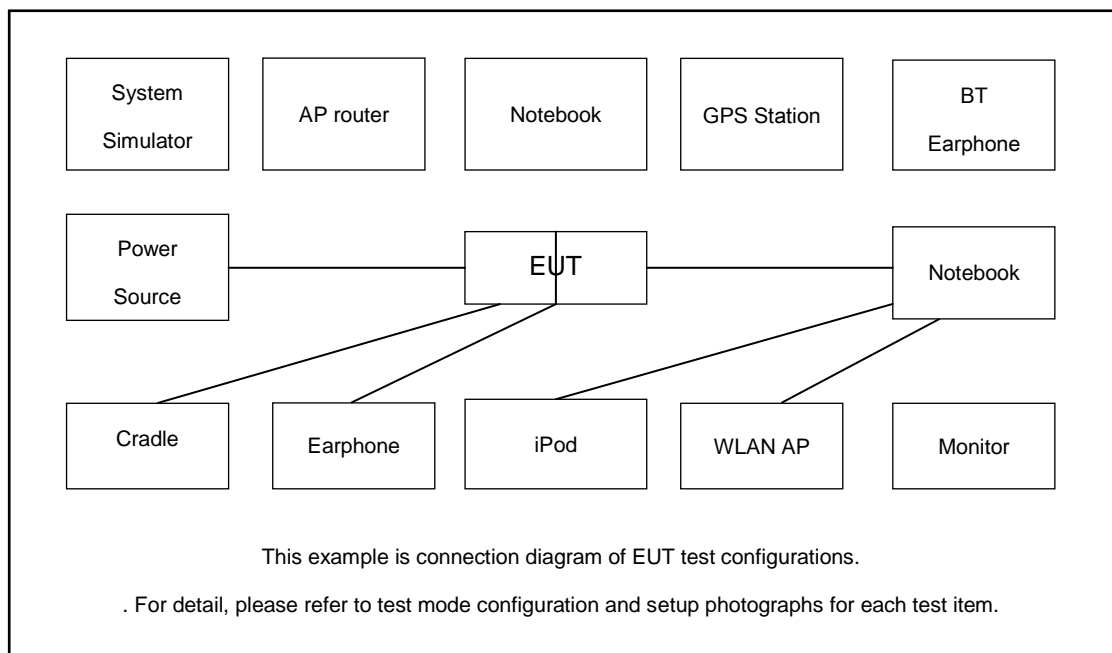 System
Simulator
AP router
Notebook
GPS Station
BT
Earphone
Power
Source
EUT
Notebook
Cradle
Earphone
iPod
WLAN AP
Monitor
This example is connection diagram of EUT test configurations.
. For detail, please refer to test mode configuration and setup photographs for each test item.